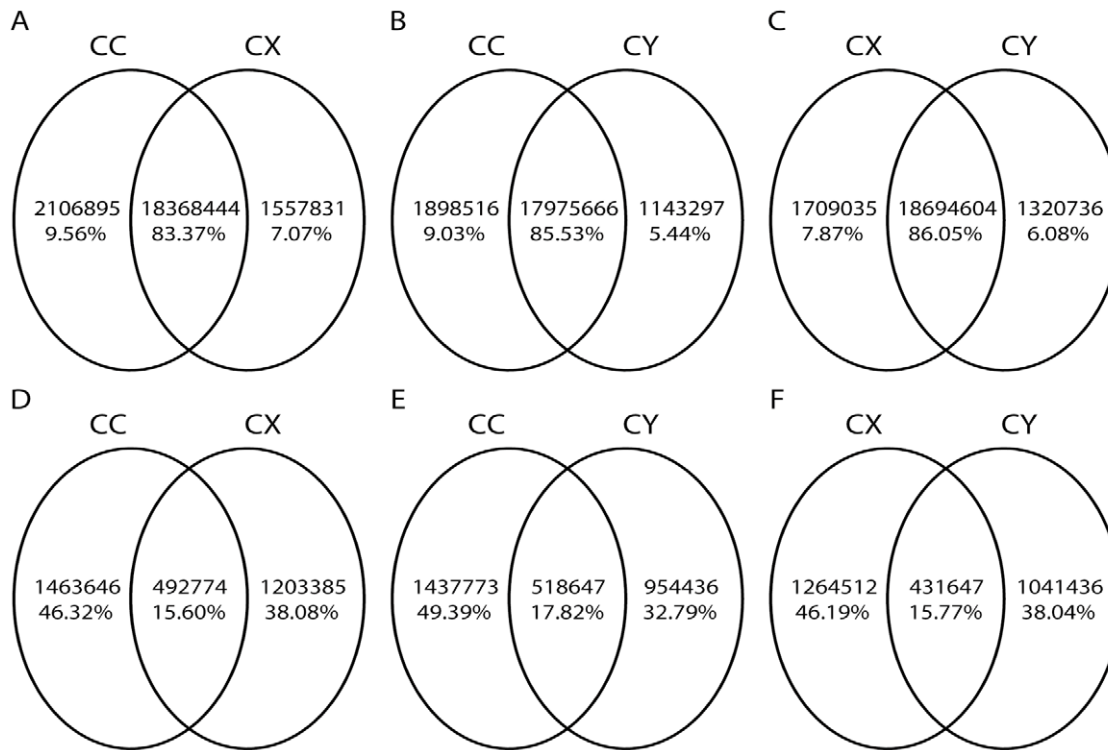 A
CC CX
2106895 18368444 1557831
9.56% 83.37% 7.07%
B
CC CY
1898516 17975666 1143297
9.03% 85.53% 5.44%
C
CX CY
1709035 18694604 1320736
7.87% 86.05% 6.08%
D
CC CX
1463646 492774 1203385
46.32% 15.60% 38.08%
E
CC CY
1437773 518647 954436
49.39% 17.82% 32.79%
F
CX CY
1264512 431647 1041436
46.19% 15.77% 38.04%